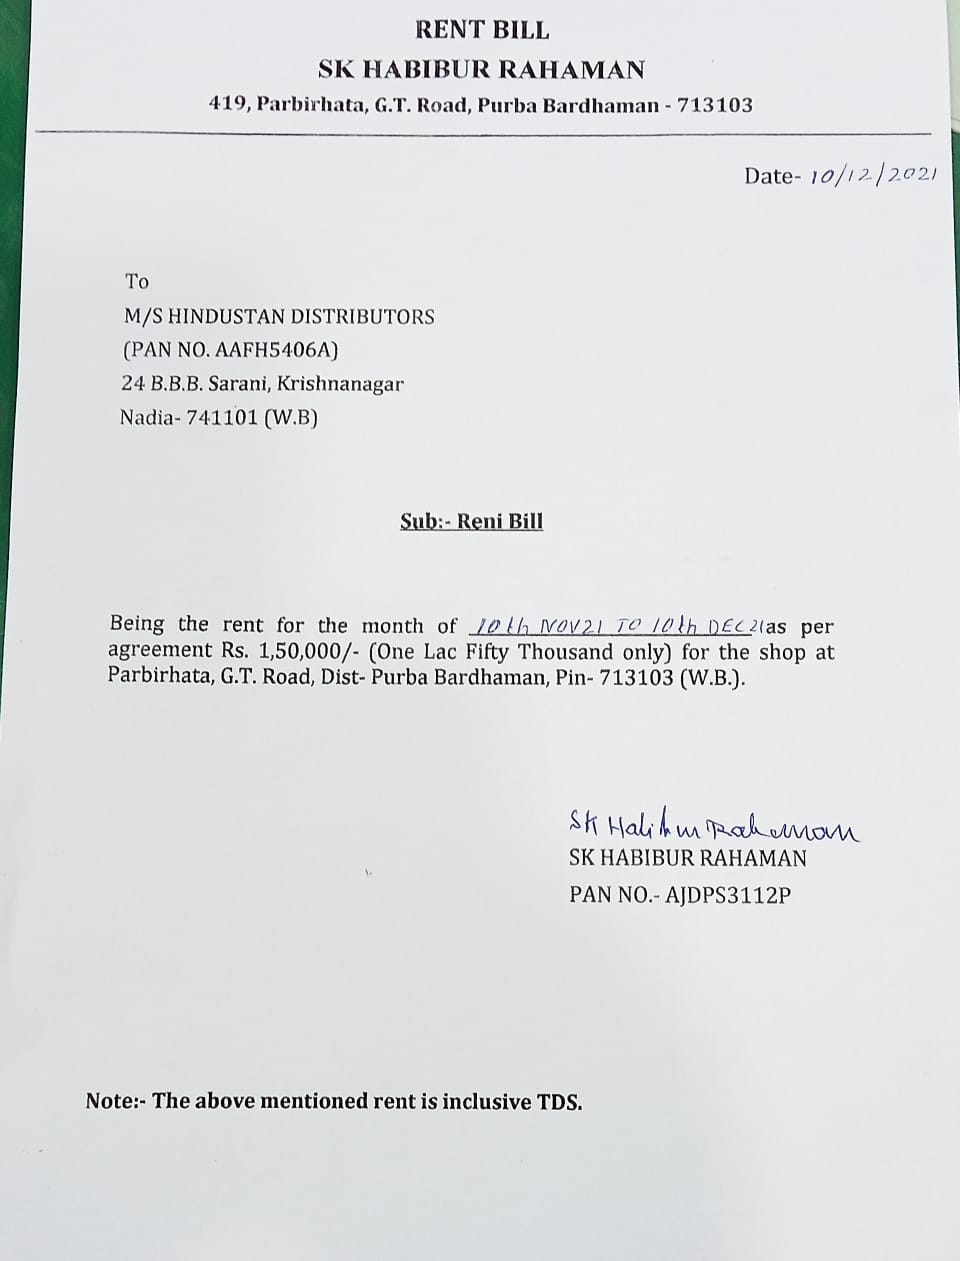 RENT BILL
SK HABIBUR RAHAMAN
419, Parbirhata, G.T. Road, Purba Bardhaman - 713103
Date- 10/12/2021
To
M/S HINDUSTAN DISTRIBUTORS
(PAN NO. AAFH5406A)
24 B.B.B. Sarani, Krishnanagar
Nadia- 741101 (W.B)
Sub:- Reni Bill
Being the rent for the month of 10th NOV21 TO 10th DEC21 as per
agreement Rs. 1,50,000/- (One Lac Fifty Thousand only) for the shop at
Parbirhata, G.T. Road, Dist- Purba Bardhaman, Pin- 713103 (W.B.).
SK Habibur Rahaman
SK HABIBUR RAHAMAN
PAN NO.- AJDPS3112P
Note:- The above mentioned rent is inclusive TDS.